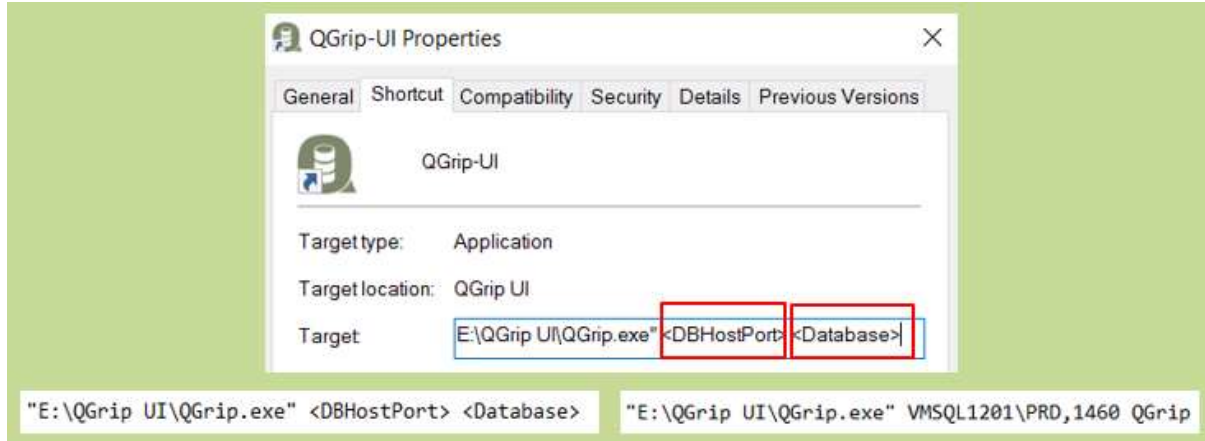 QGrip-UI Properties
General Shortcut Compatibility Security Details Previous Versions
QGrip-UI
Target type: Application
Target location: QGrip UI
Target: E:\QGrip UI\QGrip.exe" <DBHostPort> <Database>
"E:\QGrip UI\QGrip.exe" <DBHostPort> <Database>
"E:\QGrip UI\QGrip.exe" VMSQL1201\PRD,1460 QGrip